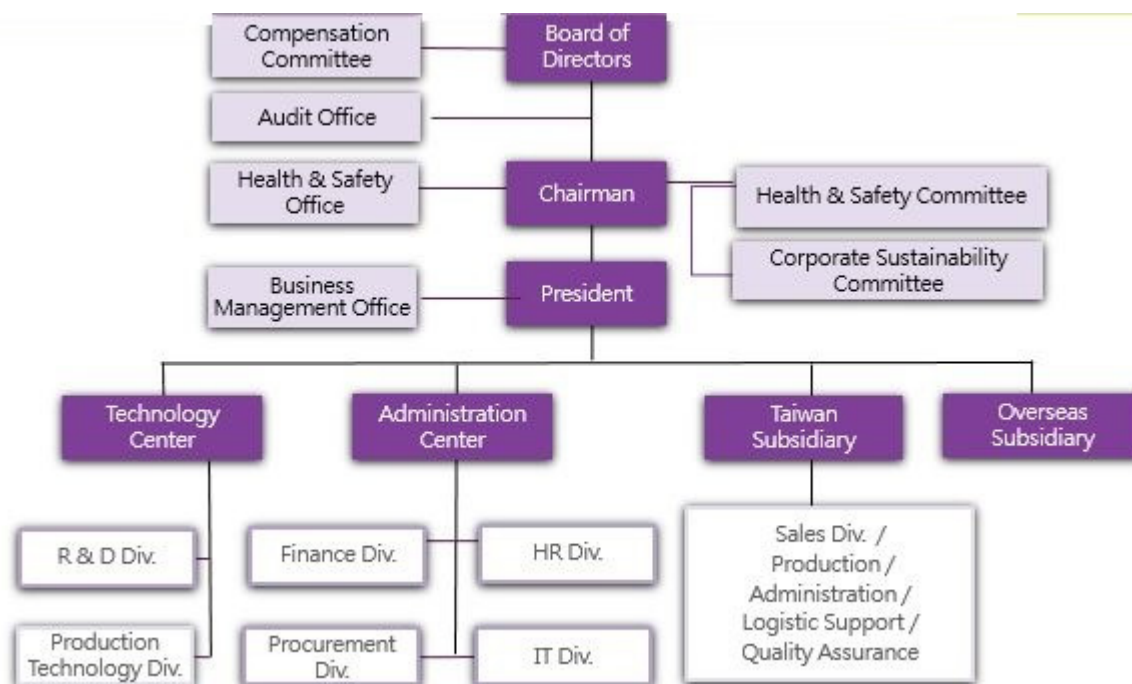 Compensation
Committee
Board of
Directors
Audit Office
Health & Safety
Office
Chairman
Health & Safety Committee
Corporate Sustainability
Committee
Business
Management Office
President
Technology
Center
Administration
Center
Taiwan
Subsidiary
Overseas
Subsidiary
R & D Div.
Finance Div.
HR Div.
Sales Div. /
Production /
Administration /
Logistic Support /
Quality Assurance
Production
Technology Div.
Procurement
Div.
IT Div.